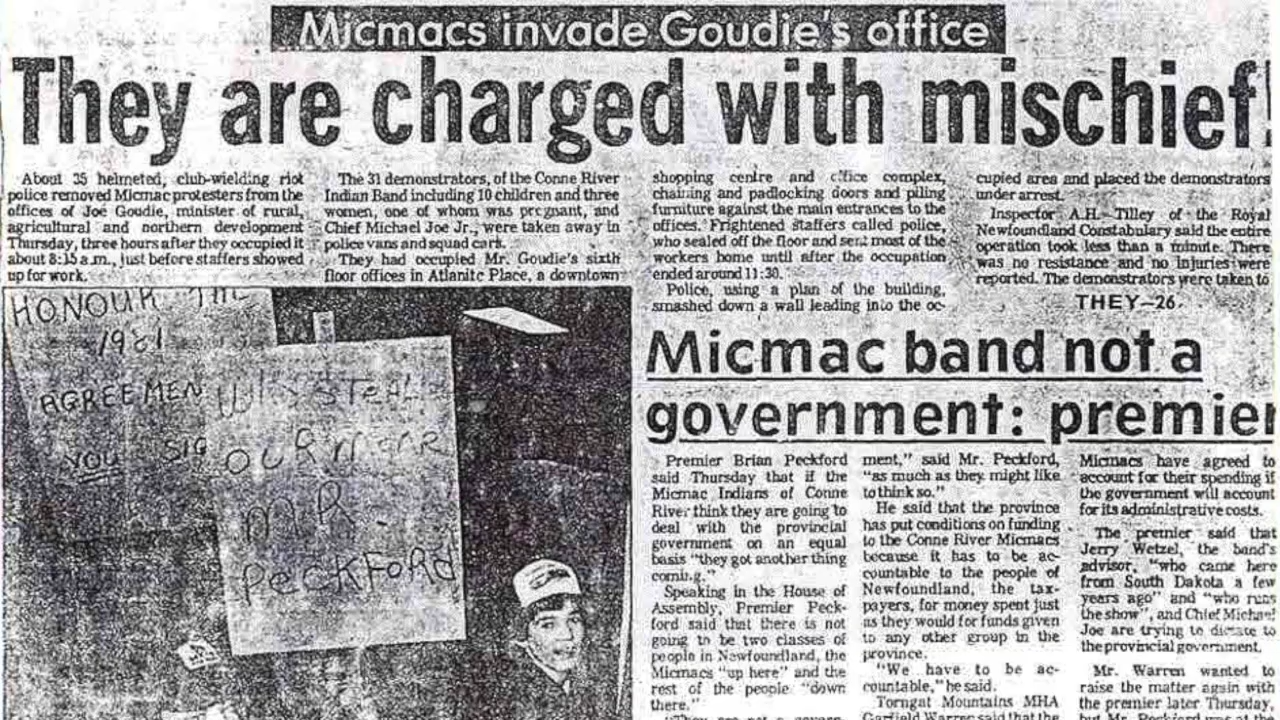 Micmacs invade Goudie's office
They are charged with mischief!
About 35 helmeted, club-wielding riot
police removed Micmac protesters from the
offices of Joe Goudie, minister of rural,
agricultural and northern development
Thursday, three hours after they occupied it
about 8:15 a.m., just before staffers showed
up for work.
The 31 demonstrators, of the Conne River
Indian Band including 10 children and three
women, one of whom was pregnant, and
Chief Michael Joe Jr., were taken away in
police vans and squad cars.
They had occupied Mr. Goudie's sixth
floor offices in Atlanitc Place, a downtown
shopping centre and office complex,
chaining and padlocking doors and piling
furniture against the main entrances to the
offices. Frightened staffers called police,
who sealed off the floor and sent most of the
workers home until after the occupation
ended around 11:30.
Police, using a plan of the building,
smashed down a wall leading into the oc-
cupied area and placed the demonstrators
under arrest.
Inspector A.H. Tilley of the Royal
Newfoundland Constabulary said the entire
operation took less than a minute. There
was no resistance and no injuries were
reported. The demonstrators were taken to
THEY—26
HONOUR THE
1981
AGREEMEN
YOU SIG
WHY STEAL
OUR
MR.
PECKFORD
Micmac band not a
government: premier
Premier Brian Peckford
said Thursday that if the
Micmac Indians of Conne
River think they are going to
deal with the provincial
government on an equal
basis "they got another thing
coming."
Speaking in the House of
Assembly, Premier Peck-
ford said that there is not
going to be two classes of
people in Newfoundland, the
Micmacs "up here" and the
rest of the people "down
there."
"They are not a govern-
ment," said Mr. Peckford,
"as much as they might like
to think so."
He said that the province
has put conditions on funding
to the Conne River Micmacs
because it has to be ac-
countable to the people of
Newfoundland, the tax-
payers, for money spent just
as they would for funds given
to any other group in the
province.
"We have to be ac-
countable," he said.
Torngat Mountains MHA
Garfield Warren said that the
Micmacs have agreed to
account for their spending if
the government will account
for its administrative costs.
The premier said that
Jerry Wetzel, the band's
advisor, "who came here
from South Dakota a few
years ago" and "who runs
the show", and Chief Michael
Joe are trying to dictate to
the provincial government.
Mr. Warren wanted to
raise the matter again with
the premier later Thursday,
but Mr. Peckford